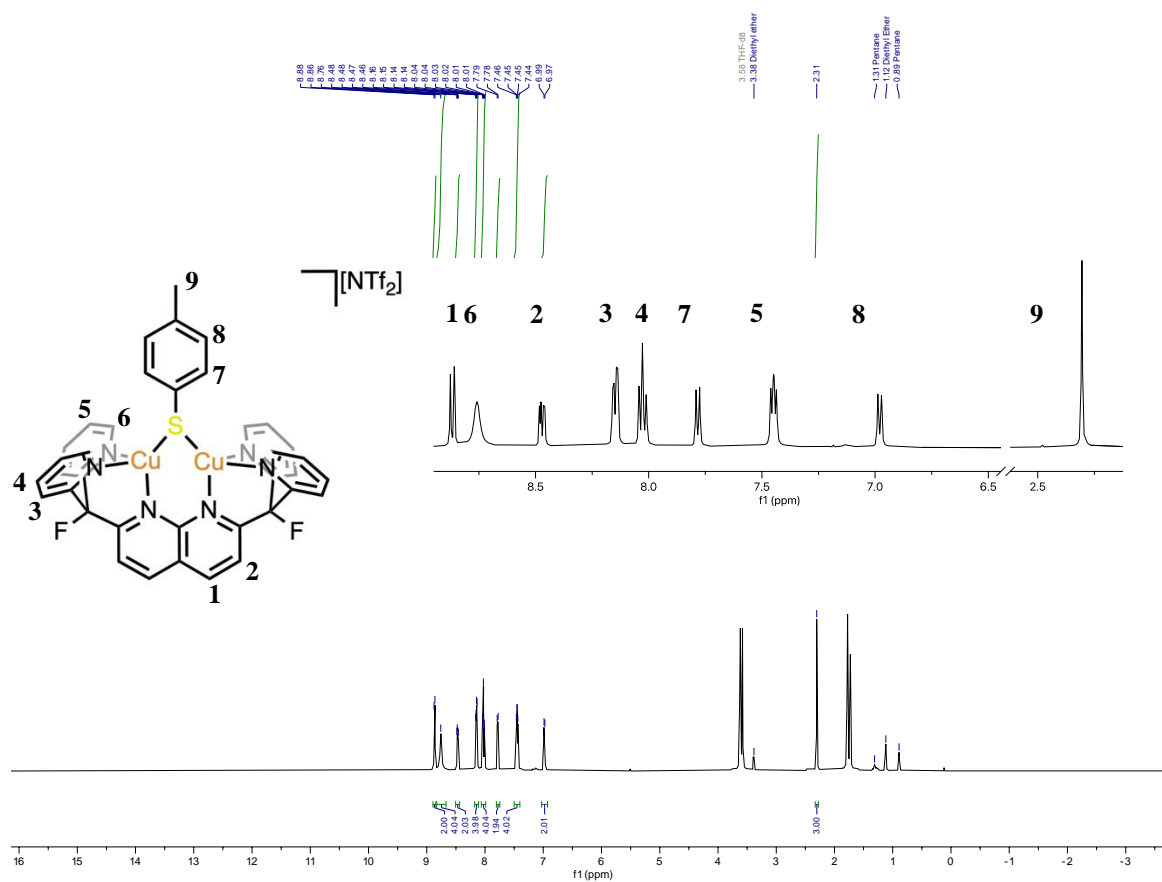 8.88
8.86
8.76
8.48
8.48
8.47
8.46
8.16
8.15
8.14
8.14
8.04
8.04
8.03
8.02
8.01
8.01
7.79
7.78
7.46
7.45
7.45
7.44
6.99
6.97
3.58 THF-d8
3.38 Diethyl ether
2.31
1.31 Pentane
1.12 Diethyl Ether
0.89 Pentane
[NTf2]
9
8
7
5
6
S
N
Cu
Cu
N
N
N
4
3
F
N
N
F
2
1
1 6 2 3 4 7 5 8 9
8.5 8.0 7.5 7.0 6.5 2.5
f1 (ppm)
2.00
4.04
2.03
3.98
4.04
1.94
4.02
2.01
3.00
16 15 14 13 12 11 10 9 8 7 6 5 4 3 2 1 0 -1 -2 -3
f1 (ppm)